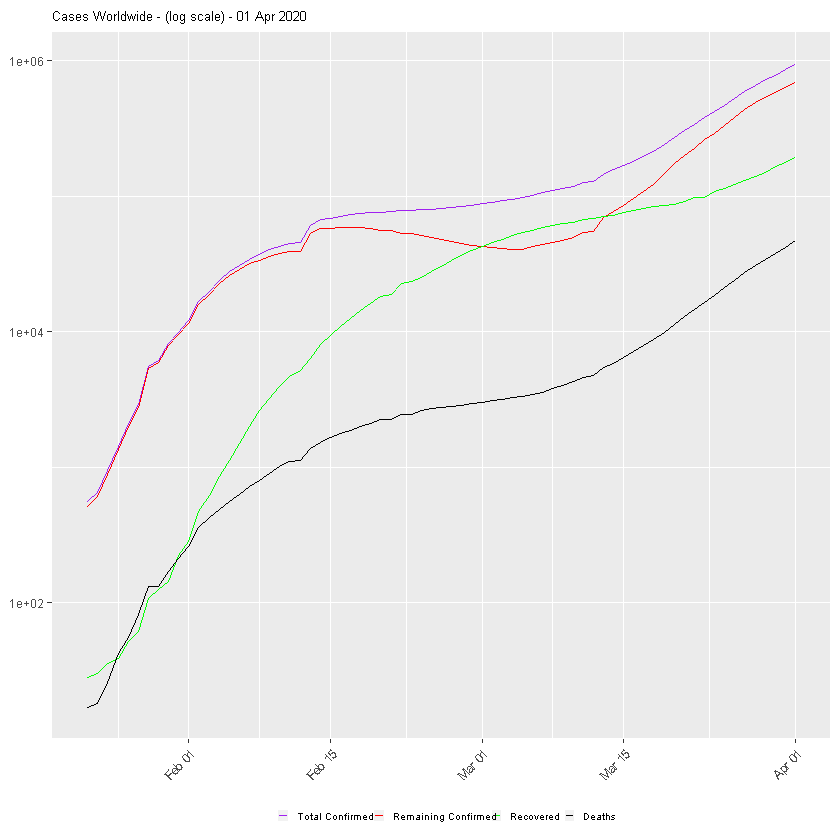 Cases Worldwide - (log scale) - 01 Apr 2020
1e+06
1e+04
1e+02
Feb 01
Feb 15
Mar 01
Mar 15
Apr 01
Total Confirmed Remaining Confirmed Recovered Deaths